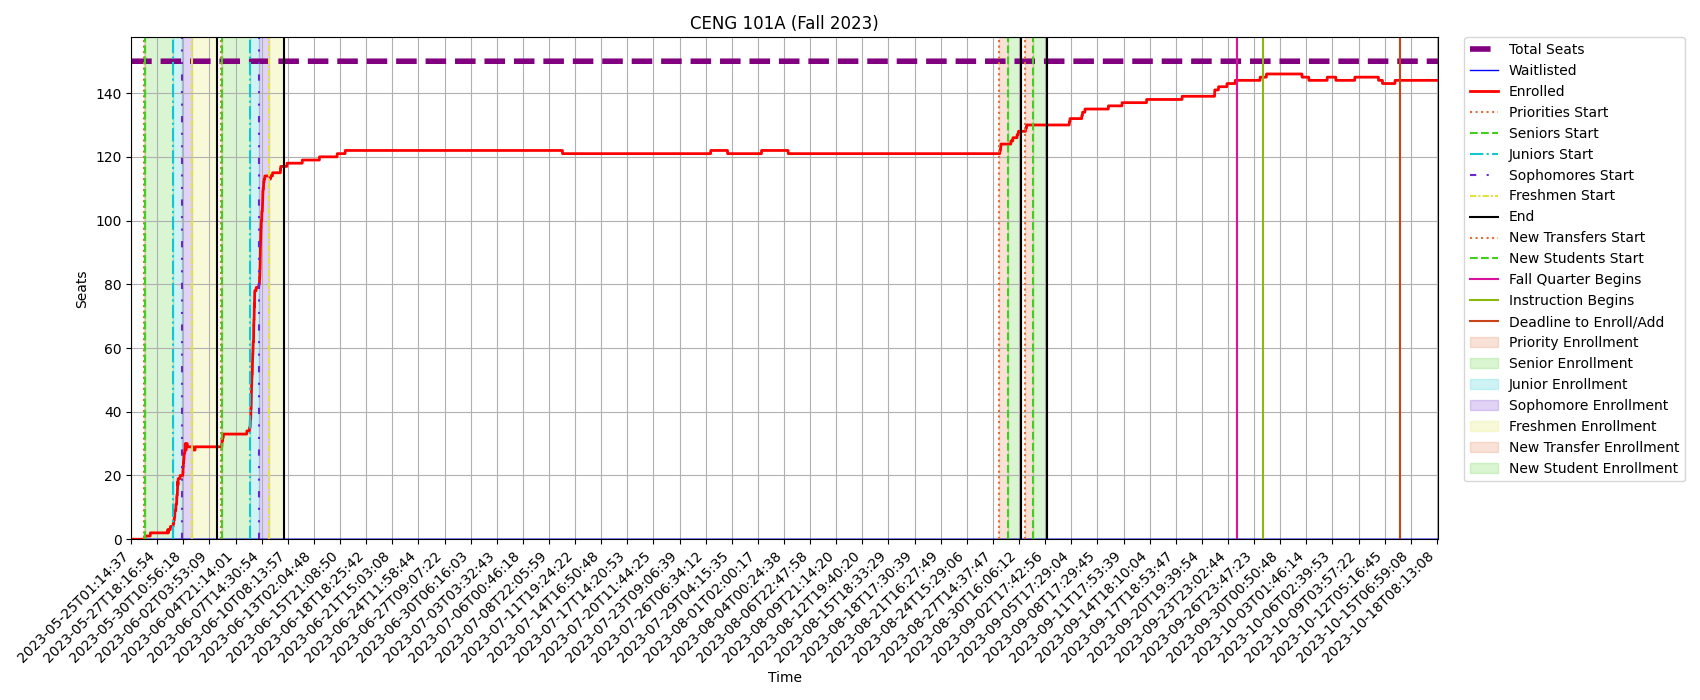 CENG 101A (Fall 2023)
Seats
140
120
100
80
60
40
20
0
2023-05-25T01:14:37
2023-05-27T18:16:54
2023-05-30T10:56:18
2023-06-02T03:53:09
2023-06-04T21:14:01
2023-06-07T14:30:54
2023-06-10T08:13:57
2023-06-13T02:04:48
2023-06-15T21:08:50
2023-06-18T18:25:42
2023-06-21T15:03:08
2023-06-24T11:58:44
2023-06-27T09:07:22
2023-06-30T06:16:03
2023-07-03T03:32:43
2023-07-06T00:46:18
2023-07-08T22:05:59
2023-07-11T19:24:22
2023-07-14T16:50:48
2023-07-17T14:20:53
2023-07-20T11:44:25
2023-07-23T09:06:39
2023-07-26T06:34:12
2023-07-29T04:15:35
2023-08-01T02:00:17
2023-08-04T00:24:38
2023-08-06T22:47:58
2023-08-09T21:14:20
2023-08-12T19:40:20
2023-08-15T18:33:29
2023-08-18T17:30:39
2023-08-21T16:27:49
2023-08-24T15:29:06
2023-08-27T14:37:47
2023-08-30T16:06:12
2023-09-02T17:42:56
2023-09-05T17:29:04
2023-09-08T17:29:45
2023-09-11T17:53:39
2023-09-14T18:10:04
2023-09-17T18:53:47
2023-09-20T19:39:54
2023-09-23T23:02:44
2023-09-26T23:47:23
2023-09-30T00:50:48
2023-10-03T01:46:14
2023-10-06T02:39:53
2023-10-09T03:57:22
2023-10-12T05:16:45
2023-10-15T06:59:08
2023-10-18T08:13:08
Time
Total Seats
Waitlisted
Enrolled
Priorities Start
Seniors Start
Juniors Start
Sophomores Start
Freshmen Start
End
New Transfers Start
New Students Start
Fall Quarter Begins
Instruction Begins
Deadline to Enroll/Add
Priority Enrollment
Senior Enrollment
Junior Enrollment
Sophomore Enrollment
Freshmen Enrollment
New Transfer Enrollment
New Student Enrollment